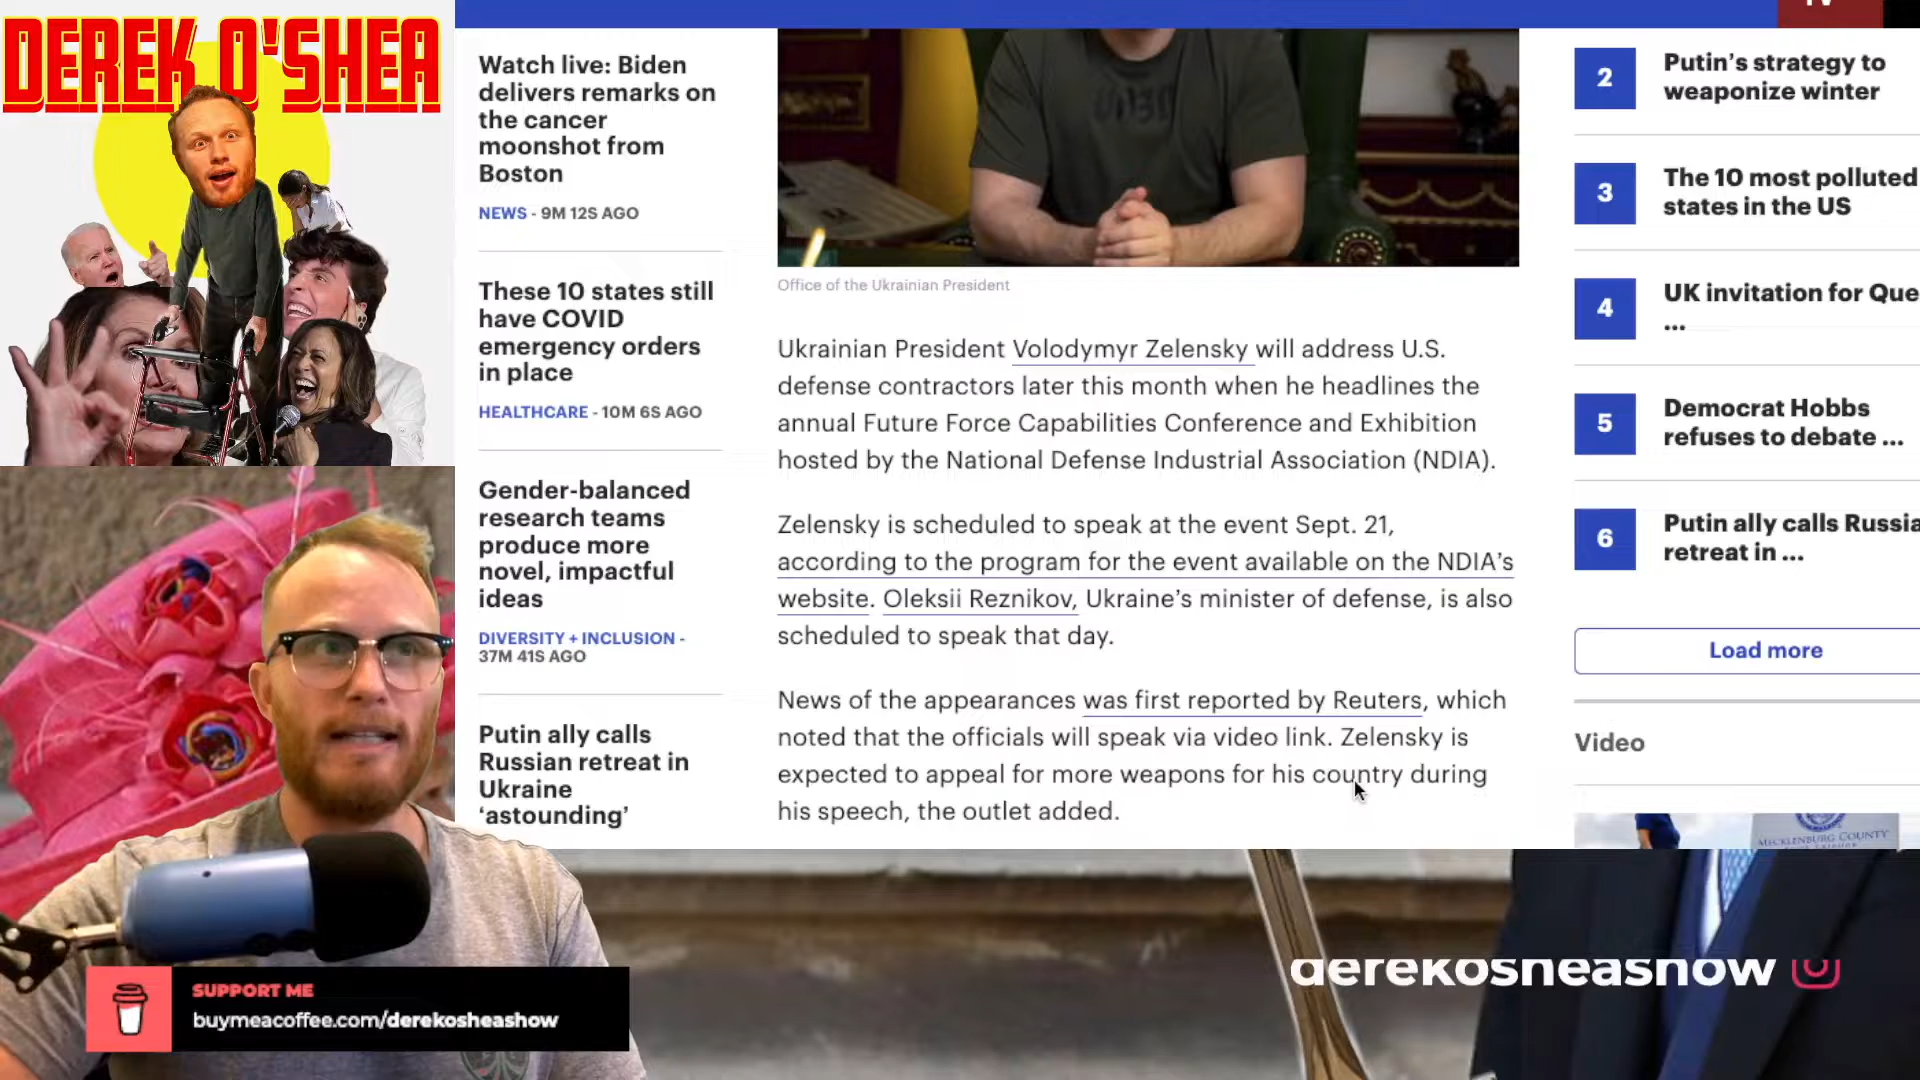 DEREK O'SHEA
Watch live: Biden
delivers remarks on
the cancer
moonshot from
Boston
NEWS - 9M 12S AGO
These 10 states still
have COVID
emergency orders
in place
HEALTHCARE - 10M 6S AGO
Gender-balanced
research teams
produce more
novel, impactful
ideas
DIVERSITY + INCLUSION -
37M 41S AGO
Putin ally calls
Russian retreat in
Ukraine
‘astounding’
Office of the Ukrainian President
Ukrainian President Volodymyr Zelensky will address U.S.
defense contractors later this month when he headlines the
annual Future Force Capabilities Conference and Exhibition
hosted by the National Defense Industrial Association (NDIA).
Zelensky is scheduled to speak at the event Sept. 21,
according to the program for the event available on the NDIA’s
website. Oleksii Reznikov, Ukraine’s minister of defense, is also
scheduled to speak that day.
News of the appearances was first reported by Reuters, which
noted that the officials will speak via video link. Zelensky is
expected to appeal for more weapons for his country during
his speech, the outlet added.
TV
2
Putin’s strategy to
weaponize winter
3
The 10 most polluted
states in the US
4
UK invitation for Que
...
5
Democrat Hobbs
refuses to debate ...
6
Putin ally calls Russia
retreat in ...
Load more
Video
MECKLENBURG COUNTY
SUPPORT ME
buymeacoffee.com/derekosheashow
derekosheashow